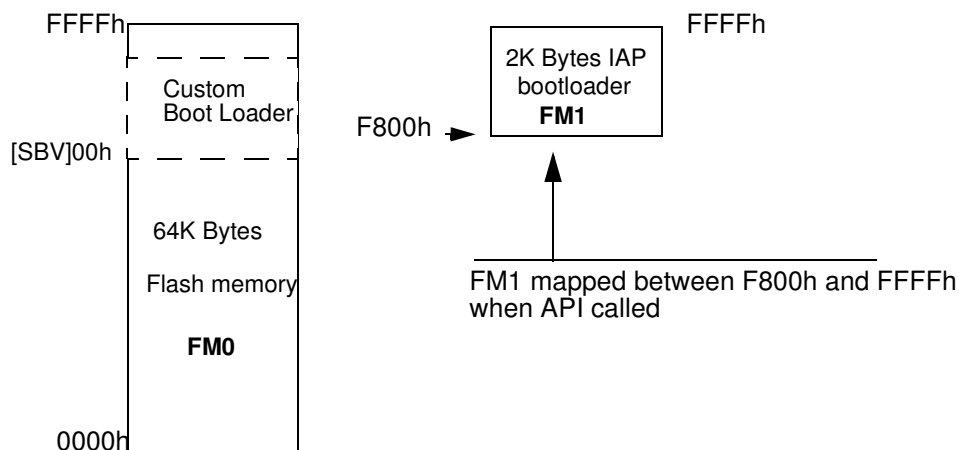 FFFFh
Custom
Boot Loader
[SBV]00h
64K Bytes
Flash memory
FM0
0000h
FFFFh
2K Bytes IAP
bootloader
FM1
F800h
FM1 mapped between F800h and FFFFh
when API called